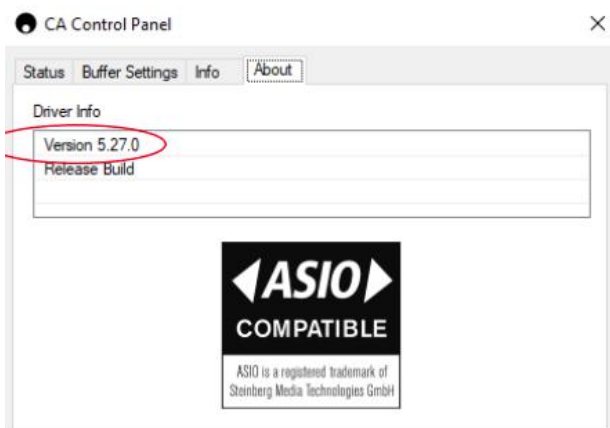 CA Control Panel
Status Buffer Settings Info About
Driver Info
Version 5.27.0
Release Build
ASIO
COMPATIBLE
ASIO is a registered trademark of
Steinberg Media Technologies GmbH